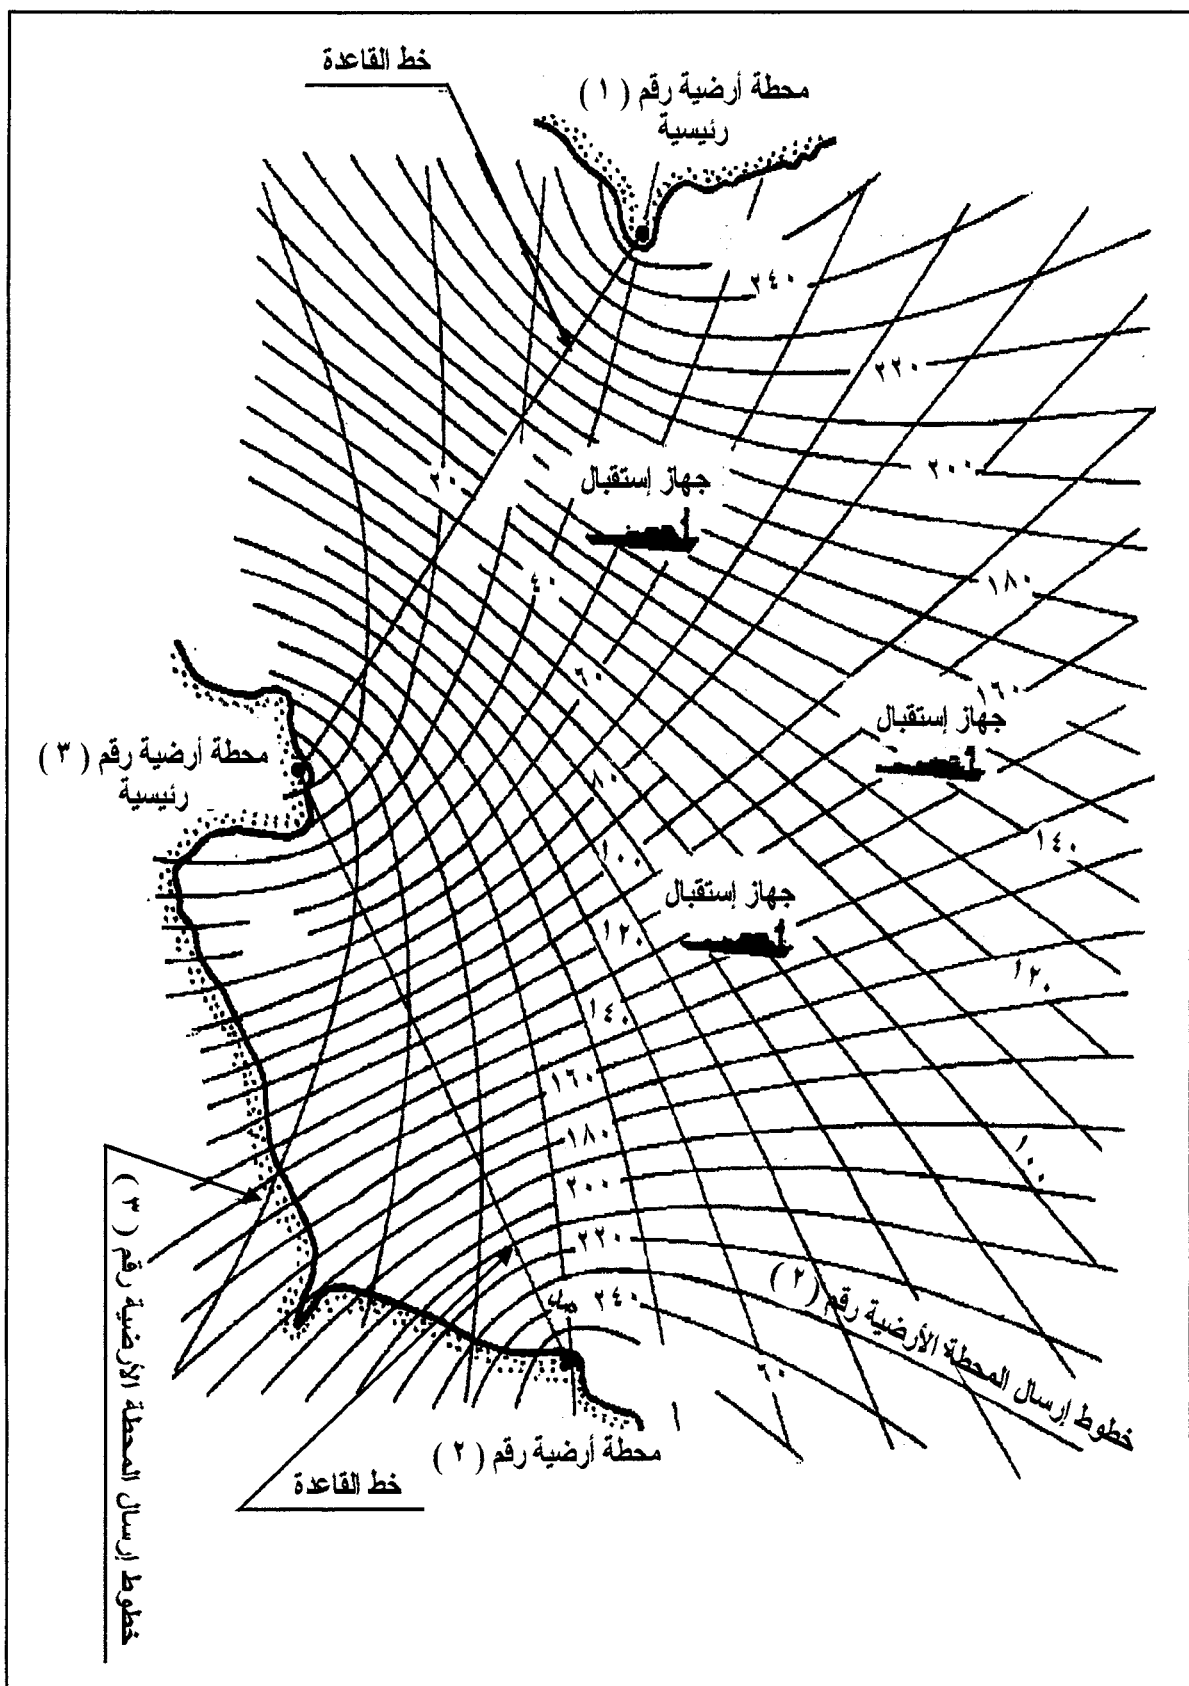 خط القاعدة
محطة أرضية رقم ( ١ )
رئيسية
٢٤٠
٢٢٠
٢٠٠
٢٠
جهاز إستقبال
١٨٠
٤٠
٦٠
١٦٠
جهاز إستقبال
محطة أرضية رقم ( ٣ )
رئيسية
٨٠
١٠٠
١٤٠
جهاز إستقبال
١٢٠
١٢٠
١٤٠
١٦٠
١٨٠
١٠٠
٢٠٠
٢٢٠
٢٤٠
٦٠
خطوط إرسال المحطة الأرضية رقم ( ٢ )
محطة أرضية رقم ( ٢ )
خط القاعدة
خطوط إرسال المحطة الأرضية رقم ( ٣ )